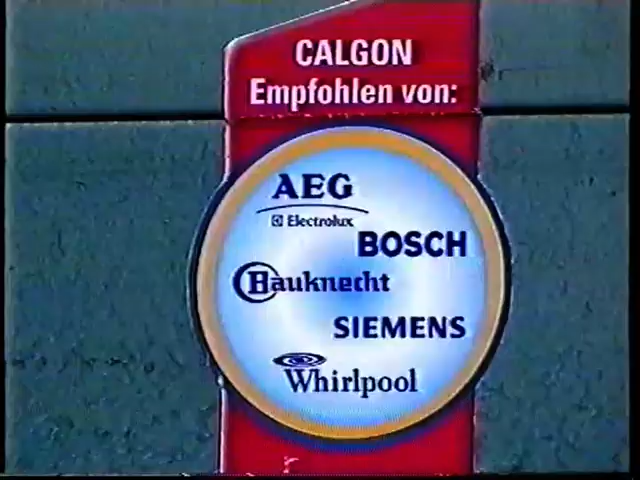 CALGON
Empfohlen von:
AEG
Electrolux
BOSCH
Bauknecht
SIEMENS
Whirlpool